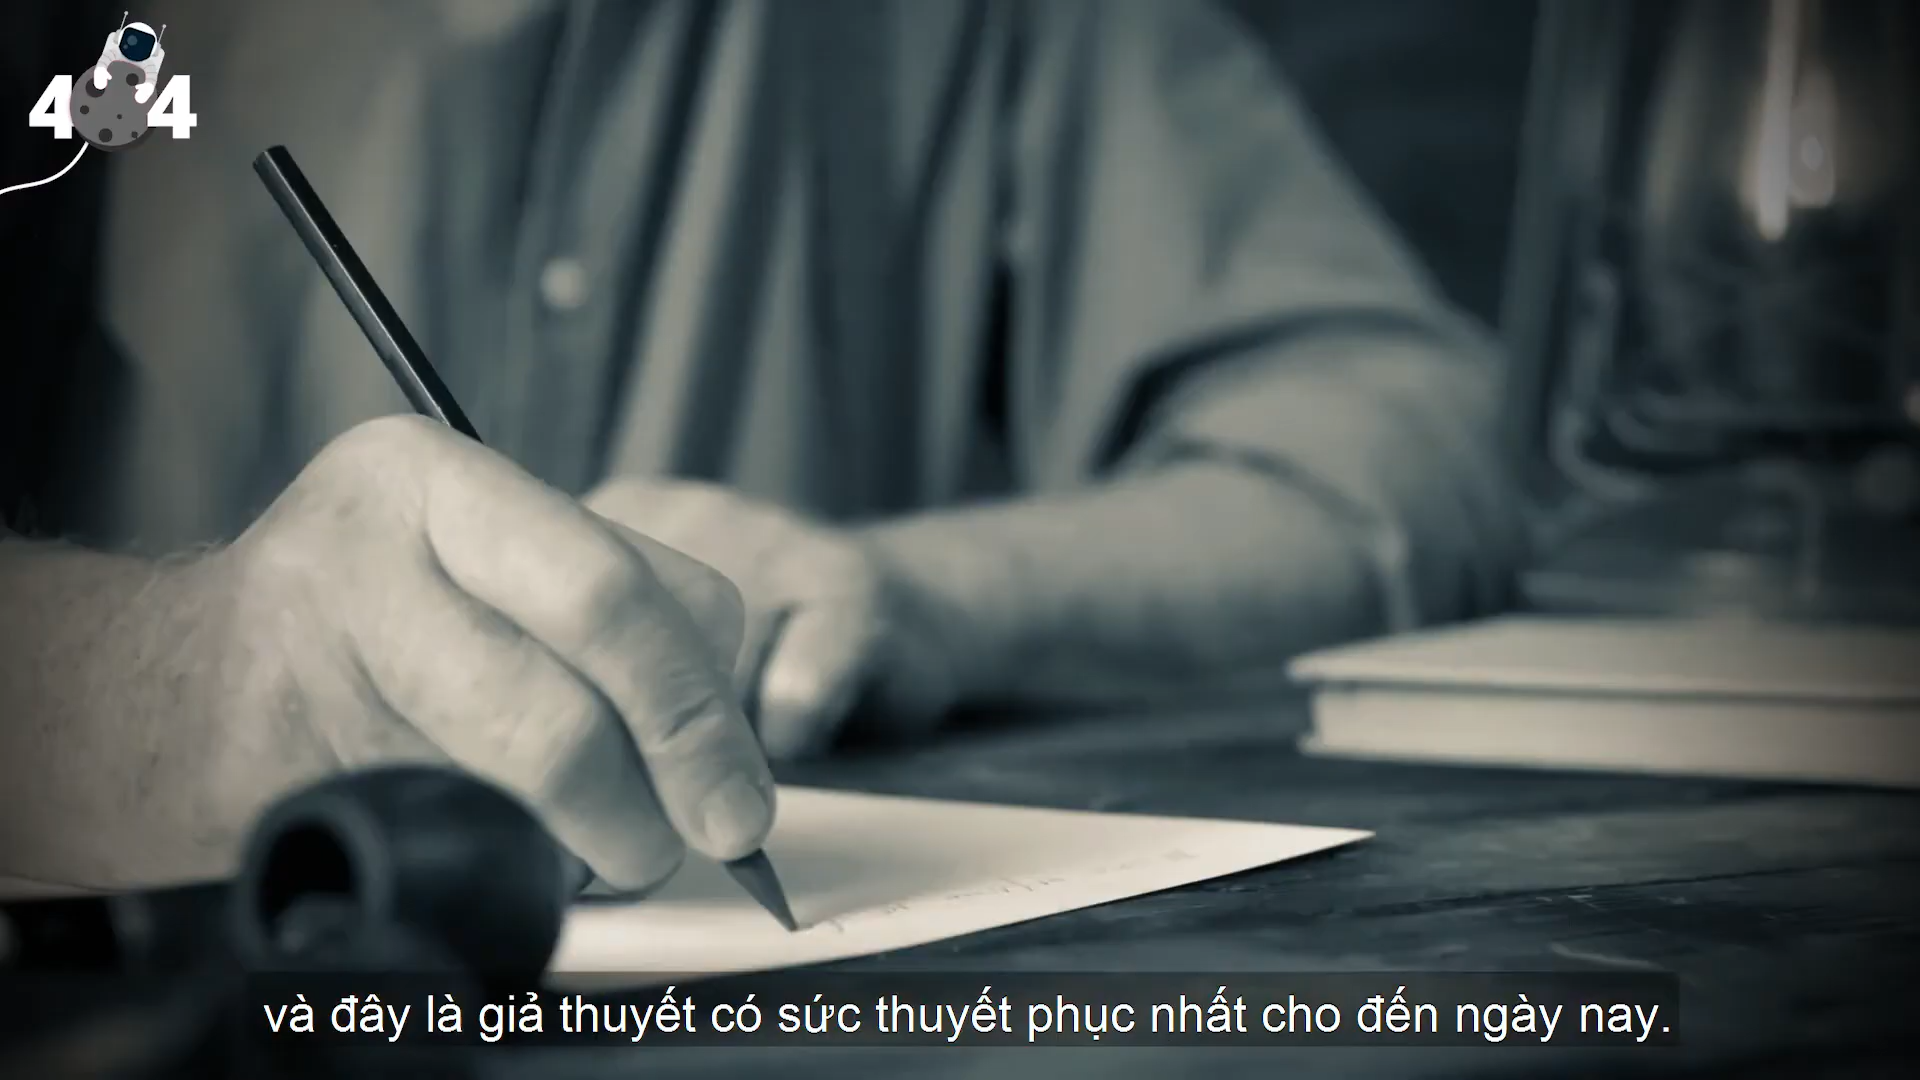 404
và đây là giả thuyết có sức thuyết phục nhất cho đến ngày nay.